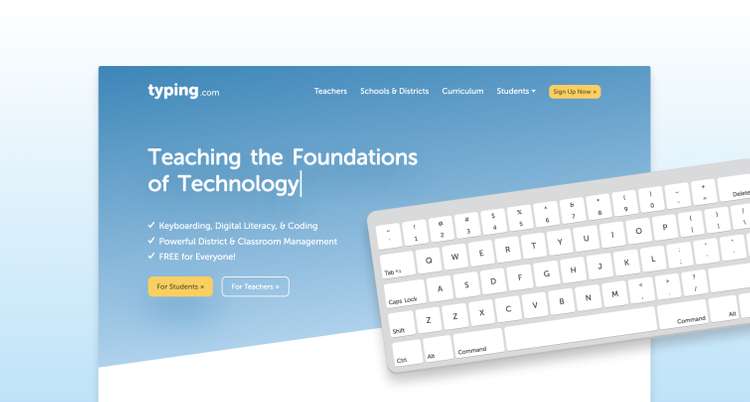 typing.com
Teachers
Schools & Districts
Curriculum
Students
Sign Up Now »
Teaching the Foundations
of Technology
Keyboarding, Digital Literacy, & Coding
Powerful District & Classroom Management
FREE for Everyone!
For Students »
For Teachers »
! @ # $ % ^ & * ( )
1 2 3 4 5 6 7 8 9 0 Delete
Tab Q W E R T Y U I O P
Caps Lock A S D F G H J K L
Shift Z Z X C V B N M
Ctrl Alt Command Command Alt